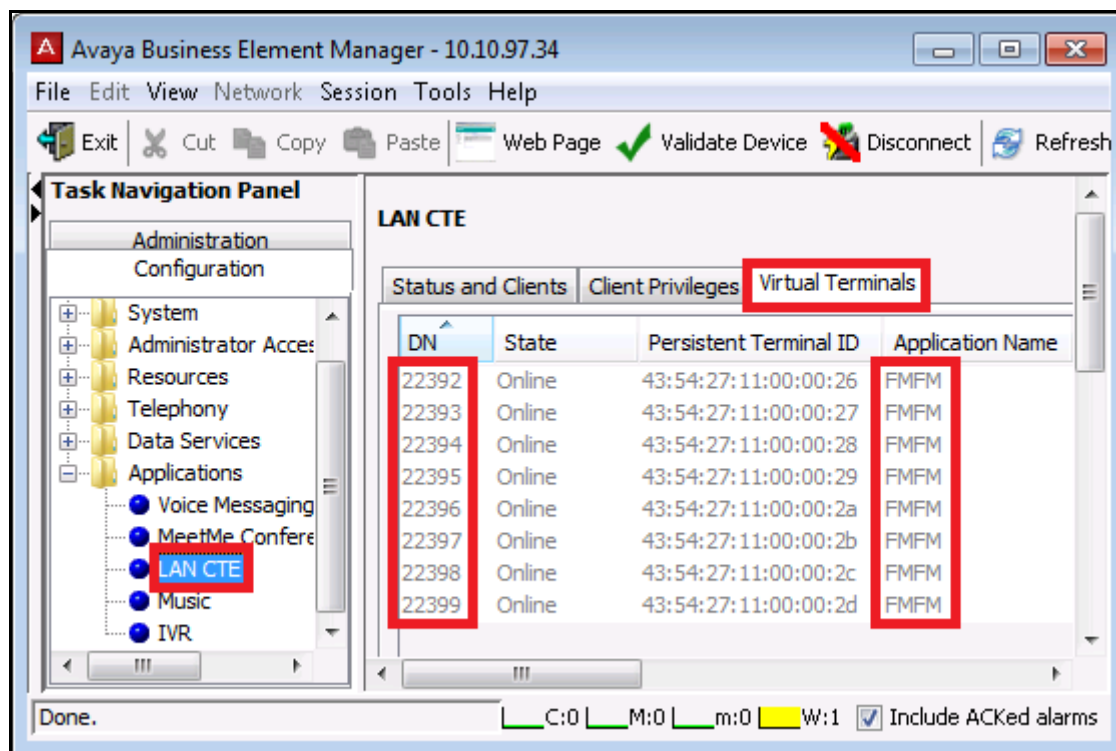 Avaya Business Element Manager - 10.10.97.34
File Edit View Network Session Tools Help
Exit Cut Copy Paste Web Page Validate Device Disconnect Refresh
Task Navigation Panel
Administration
Configuration
System
Administrator Acces
Resources
Telephony
Data Services
Applications
Voice Messaging
MeetMe Confere
LAN CTE
Music
IVR
LAN CTE
Status and Clients Client Privileges Virtual Terminals
DN State Persistent Terminal ID Application Name
22392 Online 43:54:27:11:00:00:26 FMFM
22393 Online 43:54:27:11:00:00:27 FMFM
22394 Online 43:54:27:11:00:00:28 FMFM
22395 Online 43:54:27:11:00:00:29 FMFM
22396 Online 43:54:27:11:00:00:2a FMFM
22397 Online 43:54:27:11:00:00:2b FMFM
22398 Online 43:54:27:11:00:00:2c FMFM
22399 Online 43:54:27:11:00:00:2d FMFM
Done. C:0 M:0 m:0 W:1 Include ACKed alarms